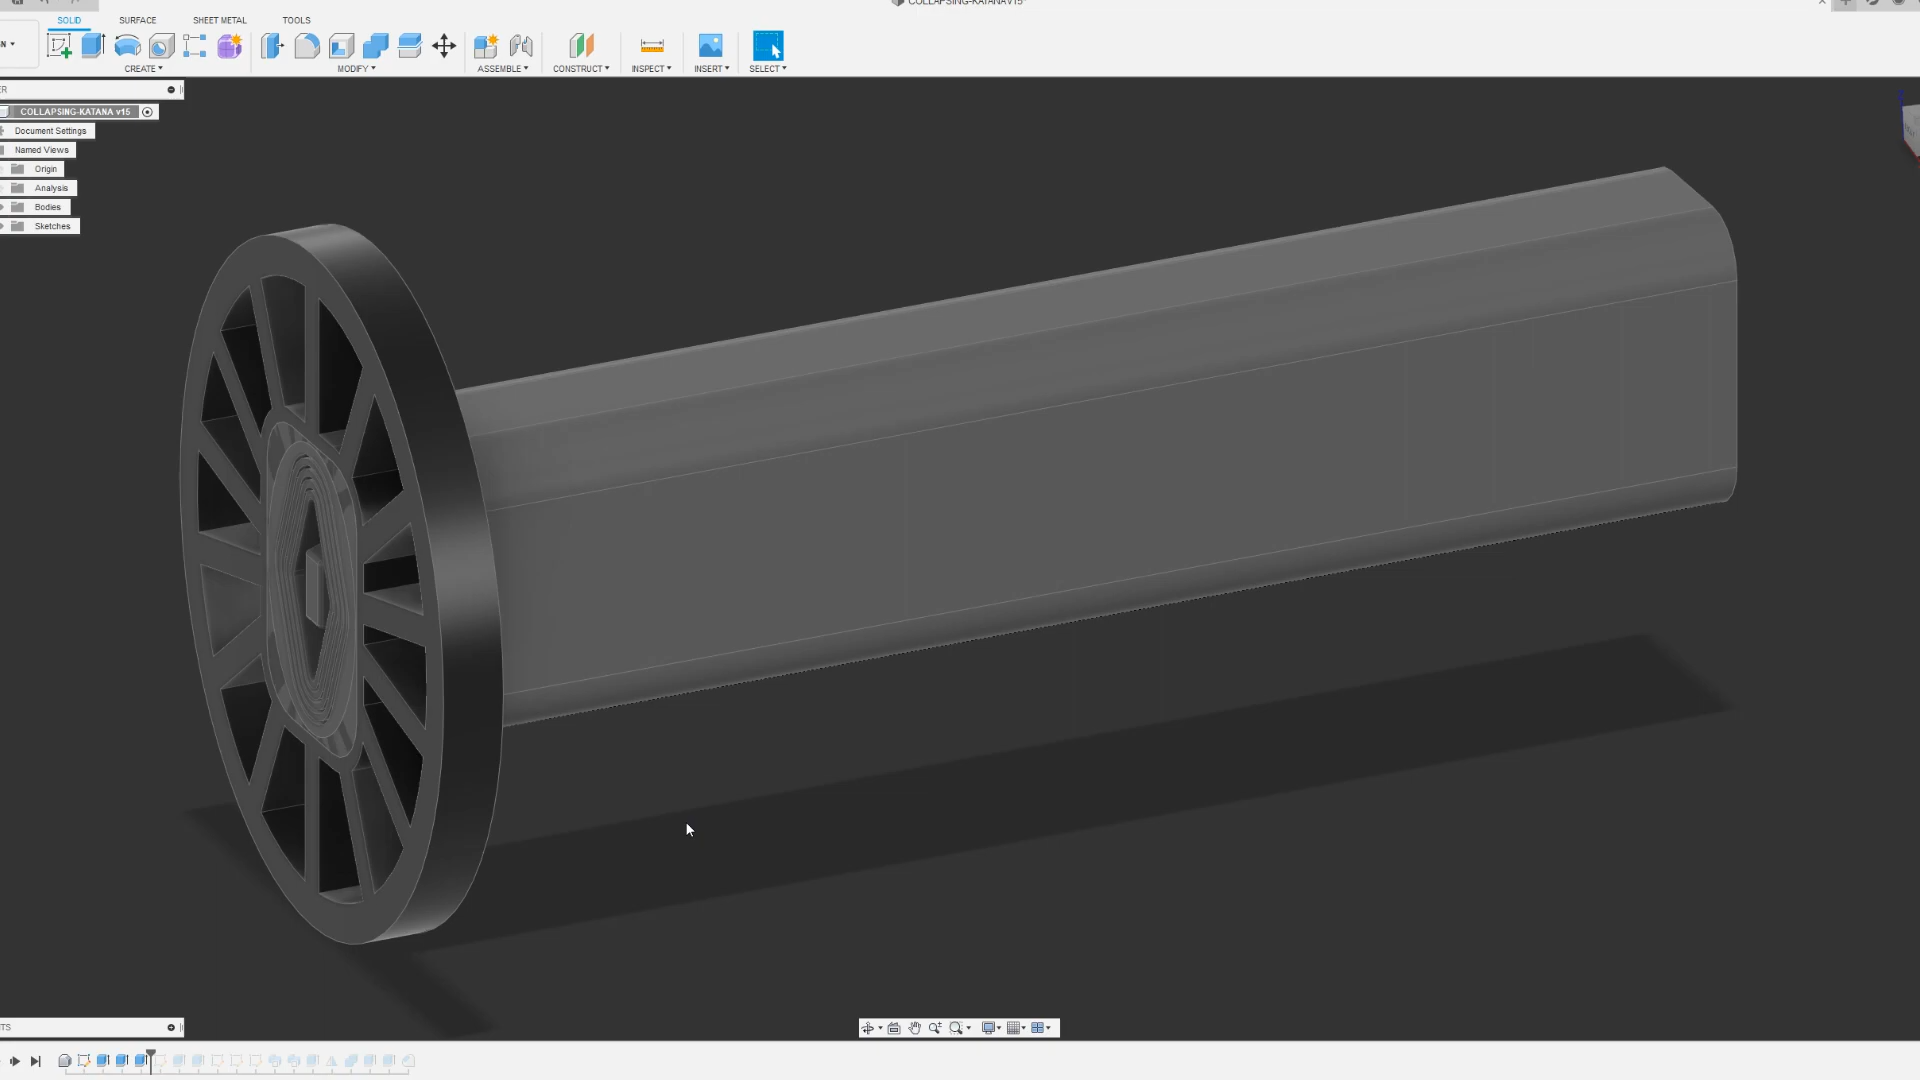 COLLAPSING-KATANA v15*
SOLID SURFACE SHEET METAL TOOLS
CREATE MODIFY ASSEMBLE CONSTRUCT INSPECT INSERT SELECT
COLLAPSING-KATANA v15
Document Settings
Named Views
Origin
Analysis
Bodies
Sketches